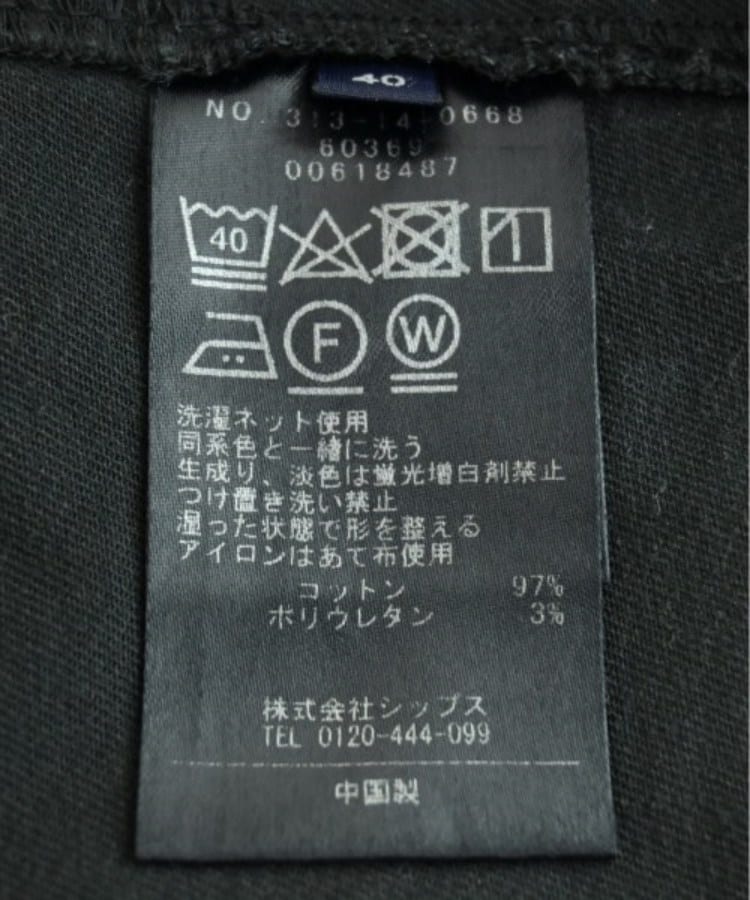 40
NO. 313-14-0668
60369
00618487
40
F W
洗濯ネット使用
同系色と一緒に洗う
生成り、淡色は蛍光増白剤禁止
つけ置き洗い禁止
湿った状態で形を整える
アイロンはあて布使用
コットン 97%
ポリウレタン 3%
株式会社シップス
TEL 0120-444-099
中国製